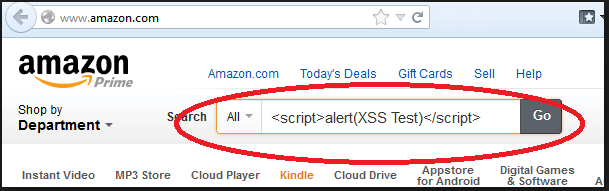 www.amazon.com
amazon
Prime
Amazon.com Today's Deals Gift Cards Sell Help
Shop by
Department
Search All <script>alert(XSS Test)</script> Go
Instant Video MP3 Store Cloud Player Kindle Cloud Drive Appstore for Android Digital Games & Software